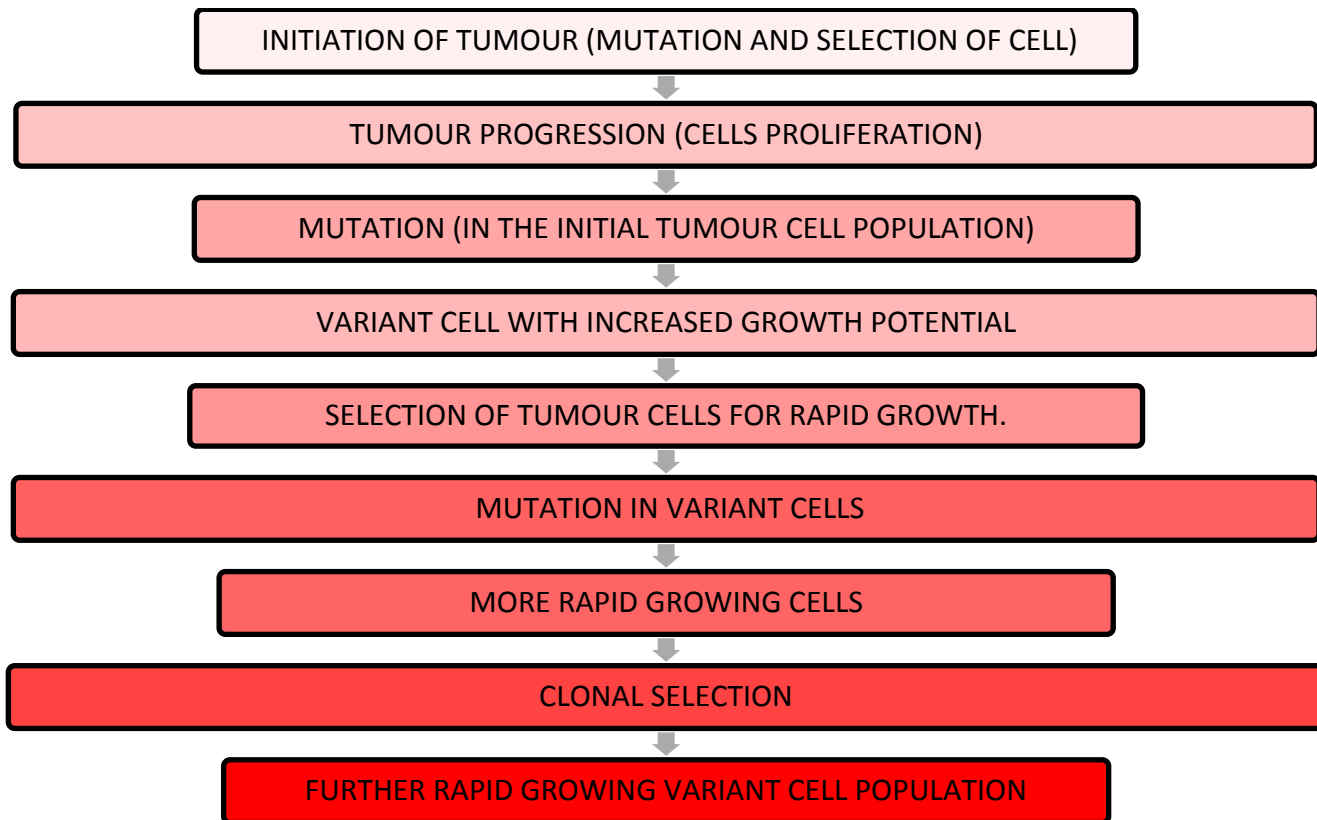 INITIATION OF TUMOUR (MUTATION AND SELECTION OF CELL)
TUMOUR PROGRESSION (CELLS PROLIFERATION)
MUTATION (IN THE INITIAL TUMOUR CELL POPULATION)
VARIANT CELL WITH INCREASED GROWTH POTENTIAL
SELECTION OF TUMOUR CELLS FOR RAPID GROWTH.
MUTATION IN VARIANT CELLS
MORE RAPID GROWING CELLS
CLONAL SELECTION
FURTHER RAPID GROWING VARIANT CELL POPULATION